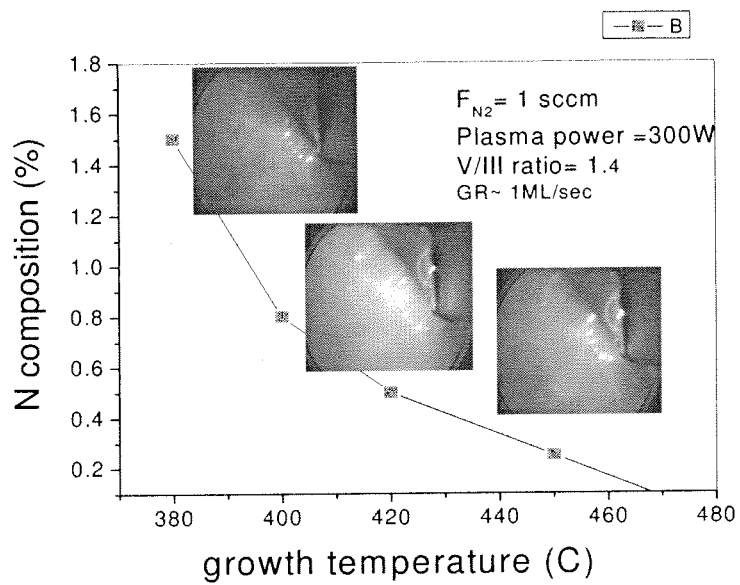 B
F_N2 = 1 sccm
Plasma power =300W
V/III ratio= 1.4
GR~ 1ML/sec
N composition (%)
1.8
1.6
1.4
1.2
1.0
0.8
0.6
0.4
0.2
380 400 420 440 460 480
growth temperature (C)